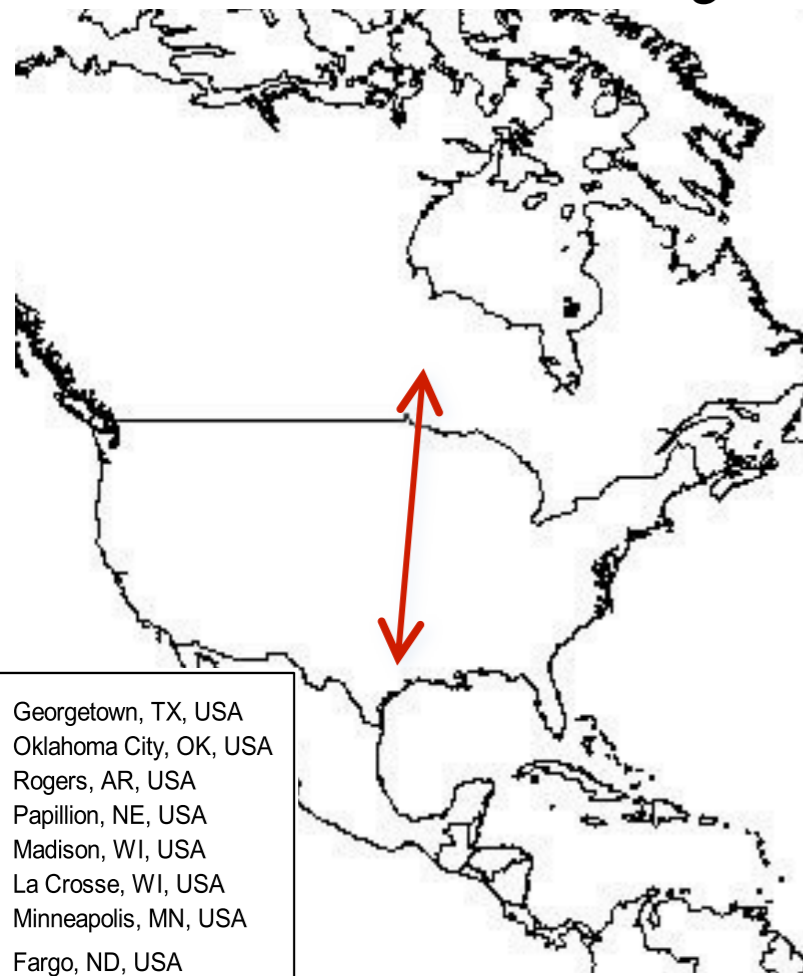 Georgetown, TX, USA
Oklahoma City, OK, USA
Rogers, AR, USA
Papillion, NE, USA
Madison, WI, USA
La Crosse, WI, USA
Minneapolis, MN, USA
Fargo, ND, USA